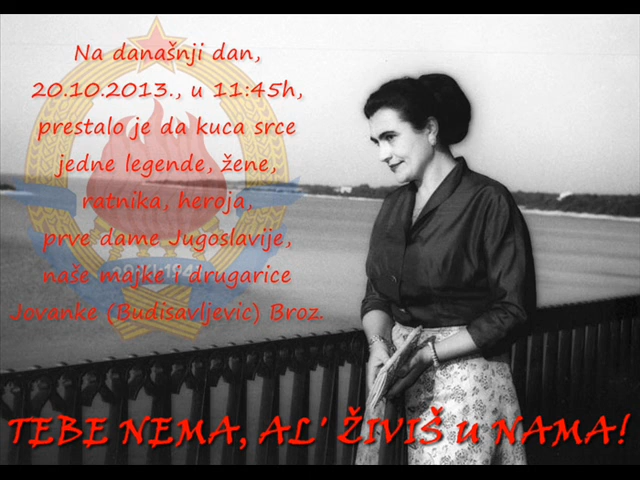 Na današnji dan,
20.10.2013., u 11:45h,
prestalo je da kuca srce
jedne legende, žene,
ratnika, heroja,
prve dame Jugoslavije,
naše majke i drugarice
Jovanke (Budisavljevic) Broz.
TEBE NEMA, AL' ŽIVIŠ U NAMA!